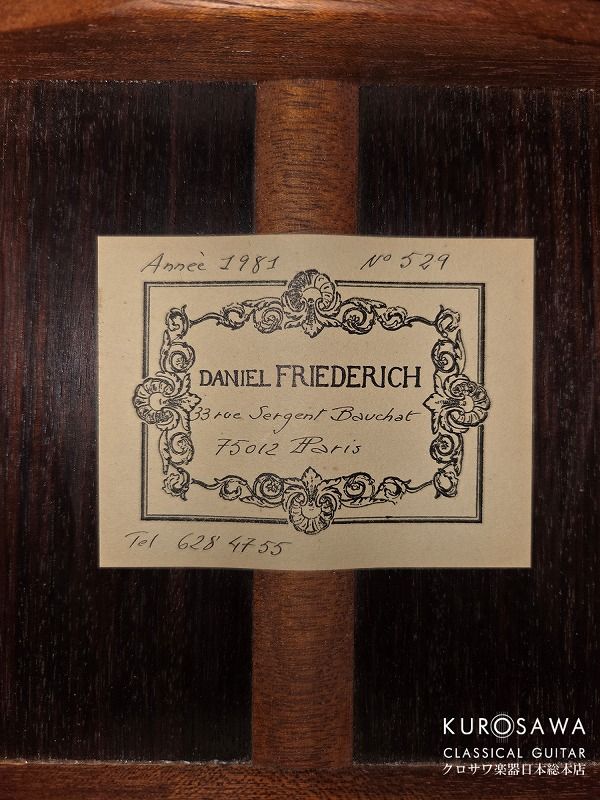 Année 1981 No 529
DANIEL FRIEDERICH
33 rue Sergent Bauchat
75012 Paris
Tel 628 47 55
KUROSAWA
CLASSICAL GUITAR
クロサワ楽器日本総本店